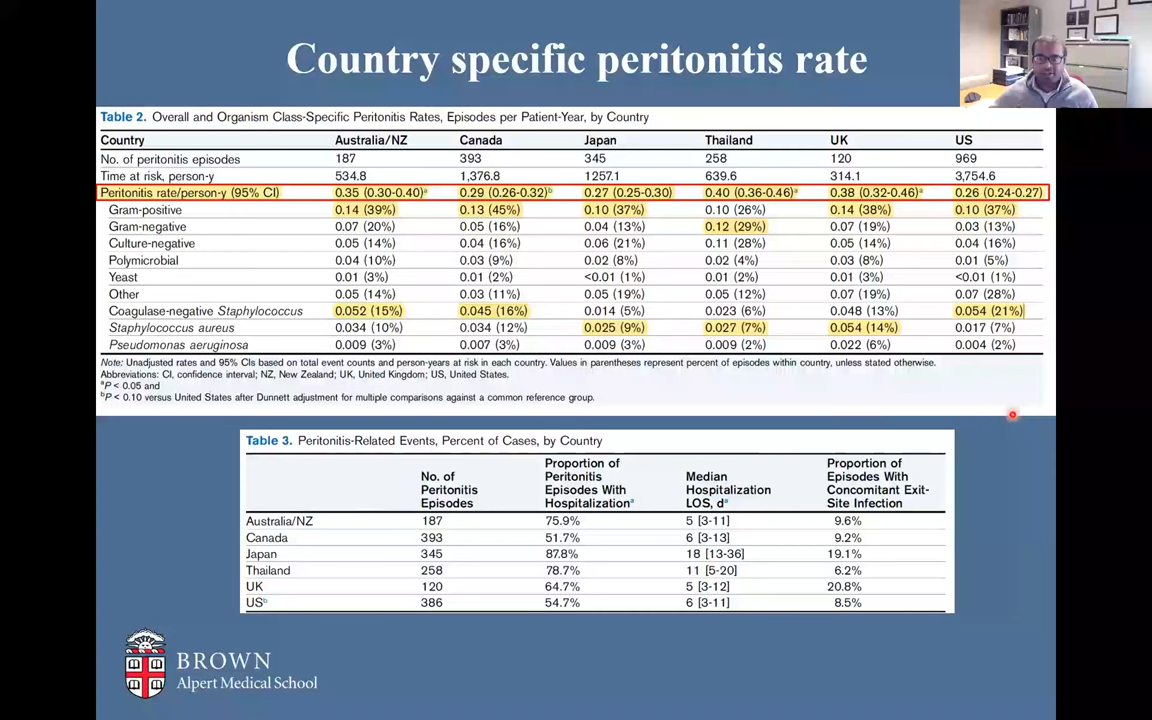 Country specific peritonitis rate
Table 2. Overall and Organism Class-Specific Peritonitis Rates, Episodes per Patient-Year, by Country
Country Australia/NZ Canada Japan Thailand UK US
No. of peritonitis episodes 187 393 345 258 120 969
Time at risk, person-y 534.8 1,376.8 1257.1 639.6 314.1 3,754.6
Peritonitis rate/person-y (95% CI) 0.35 (0.30-0.40)a 0.29 (0.26-0.32)b 0.27 (0.25-0.30) 0.40 (0.36-0.46)a 0.38 (0.32-0.46)a 0.26 (0.24-0.27)
Gram-positive 0.14 (39%) 0.13 (45%) 0.10 (37%) 0.10 (26%) 0.14 (38%) 0.10 (37%)
Gram-negative 0.07 (20%) 0.05 (16%) 0.04 (13%) 0.12 (29%) 0.07 (19%) 0.03 (13%)
Culture-negative 0.05 (14%) 0.04 (16%) 0.06 (21%) 0.11 (28%) 0.05 (14%) 0.04 (16%)
Polymicrobial 0.04 (10%) 0.03 (9%) 0.02 (8%) 0.02 (4%) 0.03 (8%) 0.01 (5%)
Yeast 0.01 (3%) 0.01 (2%) <0.01 (1%) 0.01 (2%) 0.01 (3%) <0.01 (1%)
Other 0.05 (14%) 0.03 (11%) 0.05 (19%) 0.05 (12%) 0.07 (19%) 0.07 (28%)
Coagulase-negative Staphylococcus 0.052 (15%) 0.045 (16%) 0.014 (5%) 0.023 (6%) 0.048 (13%) 0.054 (21%)
Staphylococcus aureus 0.034 (10%) 0.034 (12%) 0.025 (9%) 0.027 (7%) 0.054 (14%) 0.017 (7%)
Pseudomonas aeruginosa 0.009 (3%) 0.007 (3%) 0.009 (3%) 0.009 (2%) 0.022 (6%) 0.004 (2%)
Note: Unadjusted rates and 95% CIs based on total event counts and person-years at risk in each country. Values in parentheses represent percent of episodes within country, unless stated otherwise.
Abbreviations: CI, confidence interval; NZ, New Zealand; UK, United Kingdom; US, United States.
aP < 0.05 and
bP < 0.10 versus United States after Dunnett adjustment for multiple comparisons against a common reference group.
Table 3. Peritonitis-Related Events, Percent of Cases, by Country
Proportion of Proportion of
No. of Peritonitis Median Episodes With
Peritonitis Episodes With Hospitalization Concomitant Exit-
Episodes Hospitalizationa LOS, da Site Infection
Australia/NZ 187 75.9% 5 [3-11] 9.6%
Canada 393 51.7% 6 [3-13] 9.2%
Japan 345 87.8% 18 [13-36] 19.1%
Thailand 258 78.7% 11 [5-20] 6.2%
UK 120 64.7% 5 [3-12] 20.8%
USb 386 54.7% 6 [3-11] 8.5%
BROWN
Alpert Medical School